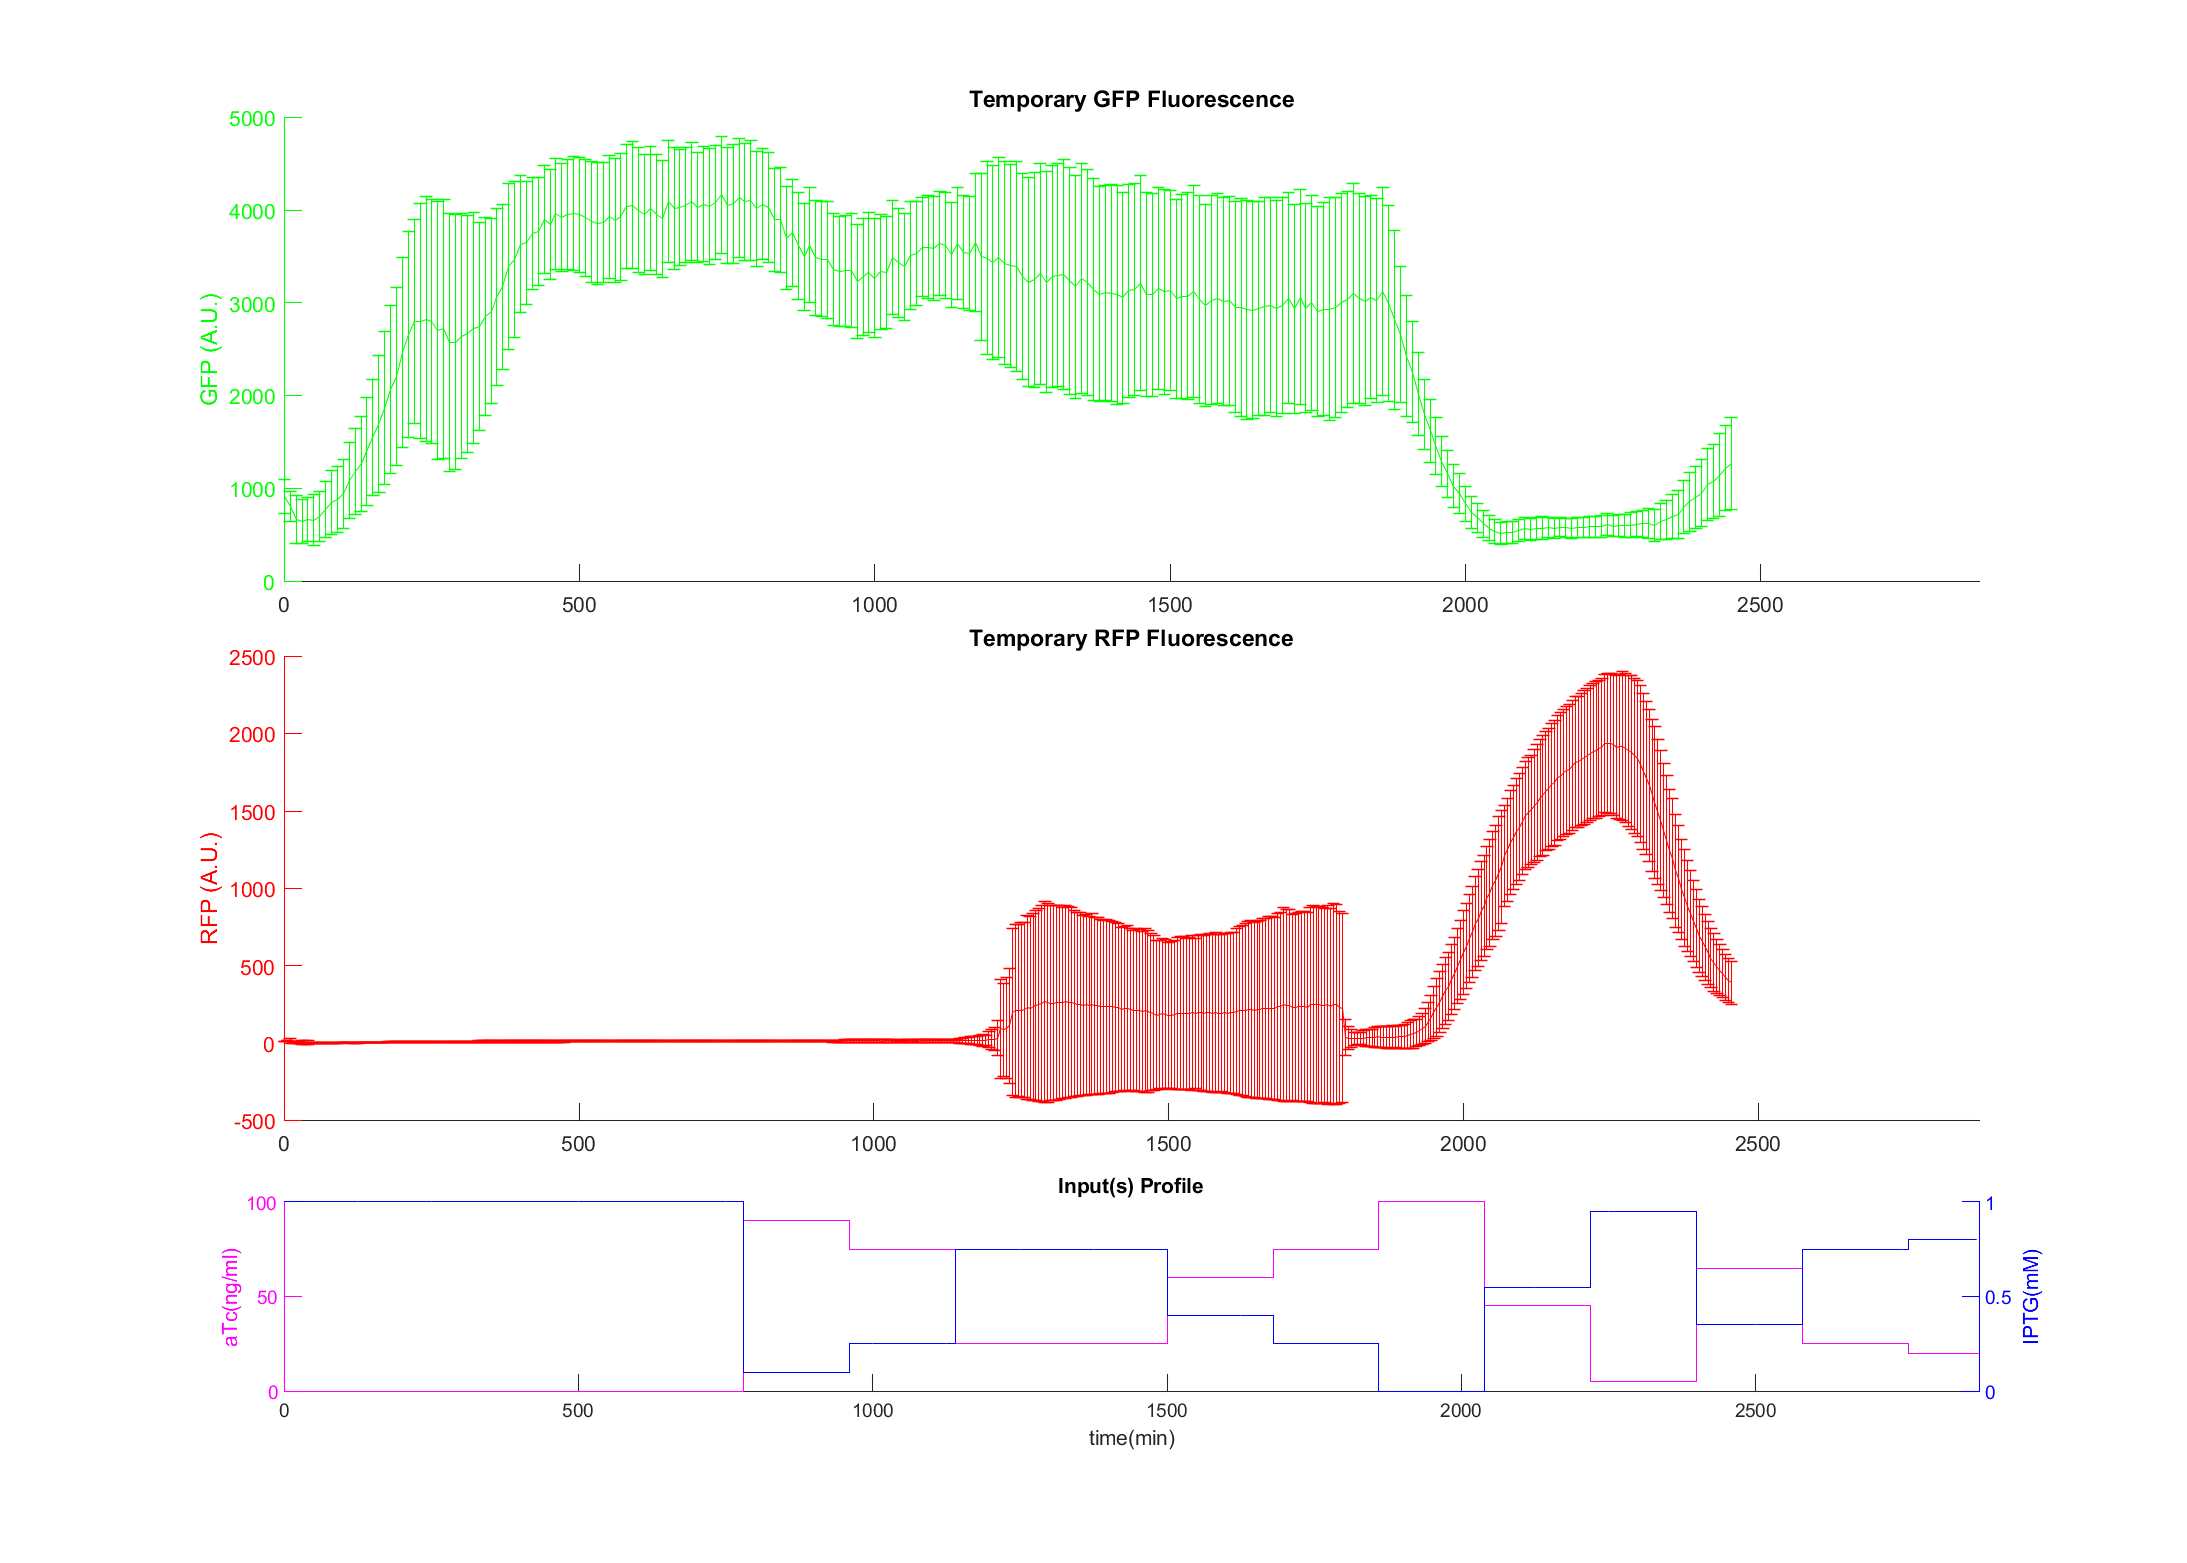 Temporary GFP Fluorescence
5000
4000
3000
2000
1000
0
GFP (A.U.)
0 500 1000 1500 2000 2500
Temporary RFP Fluorescence
2500
2000
1500
1000
500
0
-500
RFP (A.U.)
0 500 1000 1500 2000 2500
Input(s) Profile
100
50
0
aTc(ng/ml)
1
0.5
0
IPTG(mM)
0 500 1000 1500 2000 2500
time(min)